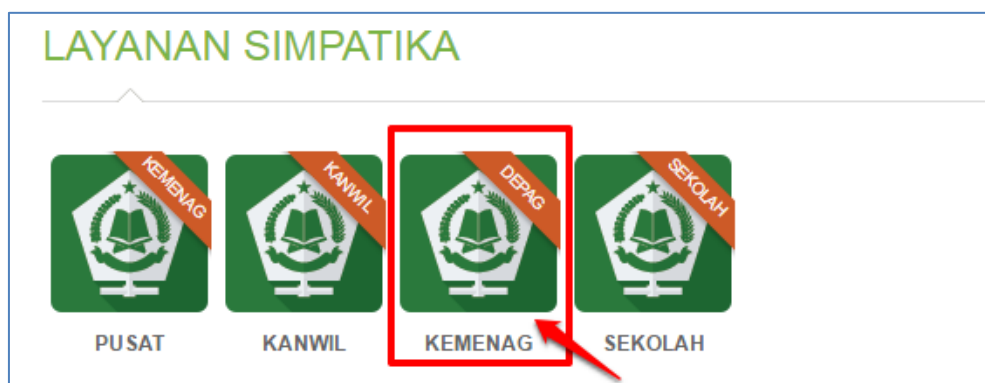 LAYANAN SIMPATIKA
KEMENAG
KANWIL
DEPAG
SEKOLAH
PUSAT
KANWIL
KEMENAG
SEKOLAH